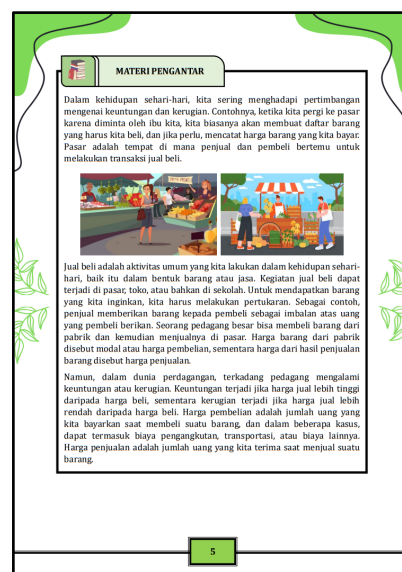 MATERI PENGANTAR
Dalam kehidupan sehari-hari, kita sering menghadapi pertimbangan
mengenai keuntungan dan kerugian. Contohnya, ketika kita pergi ke pasar
karena diminta oleh ibu kita, kita biasanya akan membuat daftar barang
yang harus kita beli, dan jika perlu, mencatat harga barang yang kita bayar.
Pasar adalah tempat di mana penjual dan pembeli bertemu untuk
melakukan transaksi jual beli.
Jual beli adalah aktivitas umum yang kita lakukan dalam kehidupan sehari-
hari, baik itu dalam bentuk barang atau jasa. Kegiatan jual beli dapat
terjadi di pasar, toko, atau bahkan di sekolah. Untuk mendapatkan barang
yang kita inginkan, kita harus melakukan pertukaran. Sebagai contoh,
penjual memberikan barang kepada pembeli sebagai imbalan atas uang
yang pembeli berikan. Seorang pedagang besar bisa membeli barang dari
pabrik dan kemudian menjualnya di pasar. Harga barang dari pabrik
disebut modal atau harga pembelian, sementara harga dari hasil penjualan
barang disebut harga penjualan.
Namun, dalam dunia perdagangan, terkadang pedagang mengalami
keuntungan atau kerugian. Keuntungan terjadi jika harga jual lebih tinggi
daripada harga beli, sementara kerugian terjadi jika harga jual lebih
rendah daripada harga beli. Harga pembelian adalah jumlah uang yang
kita bayarkan saat membeli suatu barang, dan dalam beberapa kasus,
dapat termasuk biaya pengangkutan, transportasi, atau biaya lainnya.
Harga penjualan adalah jumlah uang yang kita terima saat menjual suatu
barang.
5